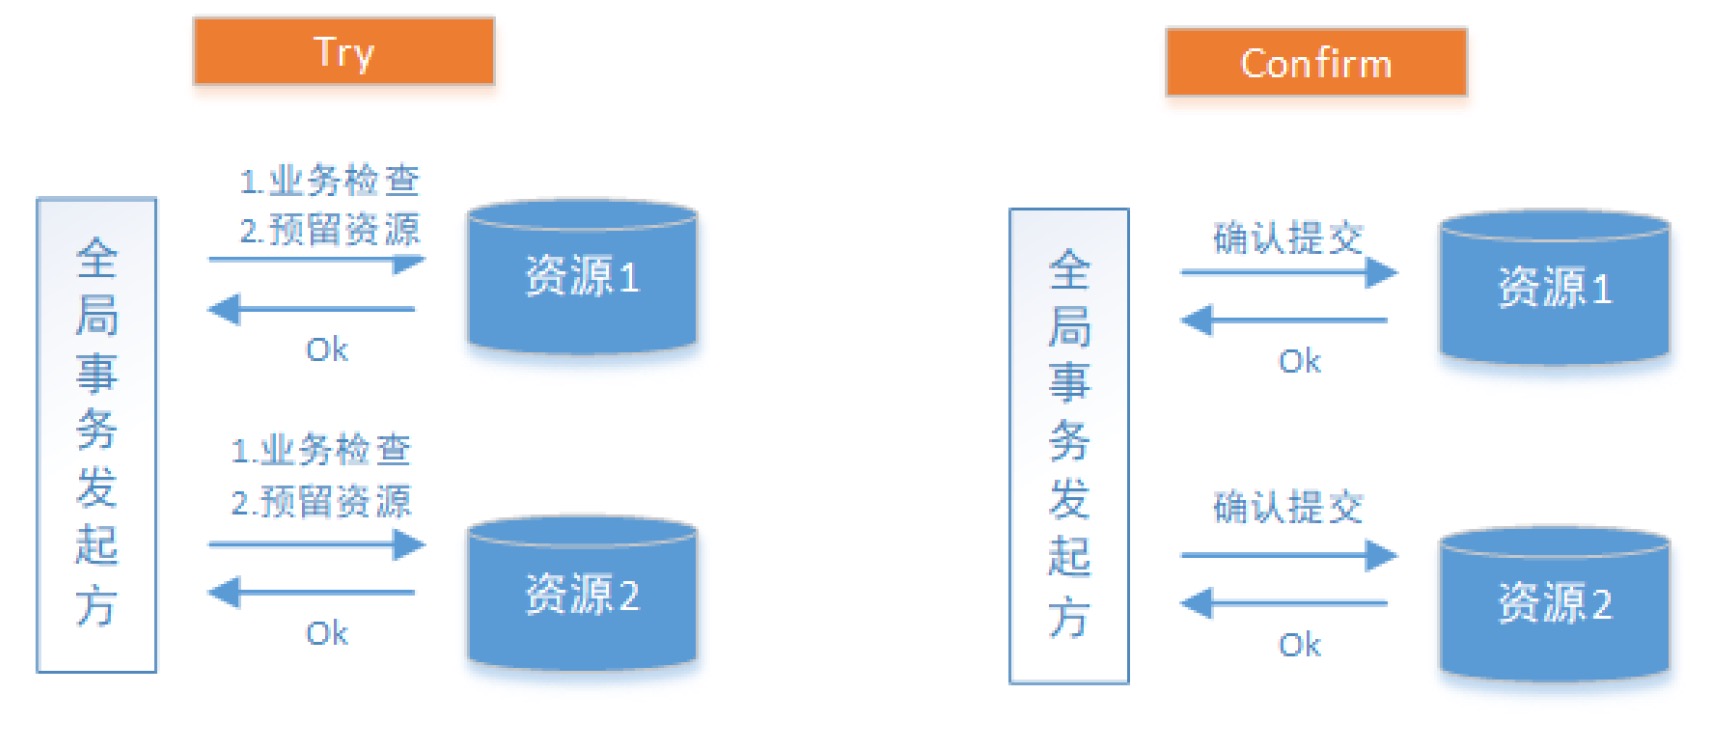 Try
1.业务检查
2.预留资源
全局事务发起方
资源1
Ok
1.业务检查
2.预留资源
资源2
Ok
Confirm
确认提交
全局事务发起方
资源1
Ok
确认提交
资源2
Ok